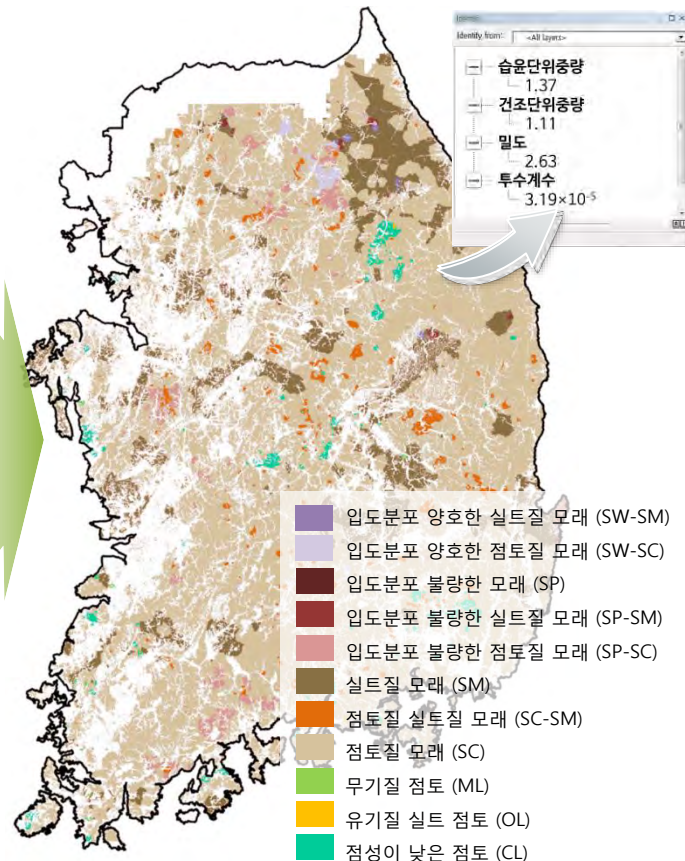 Identify from: <All layers>
습윤단위중량
1.37
건조단위중량
1.11
밀도
2.63
투수계수
3.19×10⁻⁵
입도분포 양호한 실트질 모래 (SW-SM)
입도분포 양호한 점토질 모래 (SW-SC)
입도분포 불량한 모래 (SP)
입도분포 불량한 실트질 모래 (SP-SM)
입도분포 불량한 점토질 모래 (SP-SC)
실트질 모래 (SM)
점토질 실트질 모래 (SC-SM)
점토질 모래 (SC)
무기질 점토 (ML)
유기질 실트 점토 (OL)
점성이 낮은 점토 (CL)